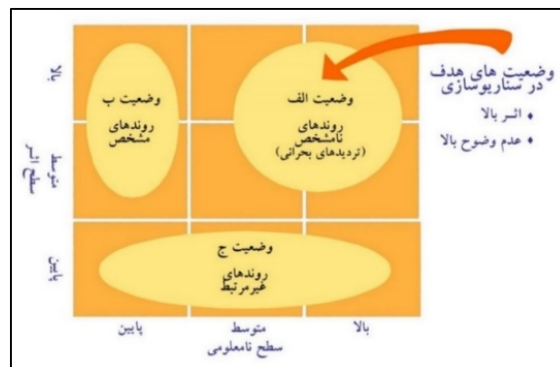 وضعیت های هدف
در سناریوسازی
• اثر بالا
• عدم وضوح بالا
وضعیت الف
روندهای
نامشخص
(تردیدهای بحرانی)
وضعیت ب
روندهای
مشخص
وضعیت ج
روندهای
غیرمرتبط
بالا
متوسط
سطح اثر
پایین
بالا
متوسط
سطح نامعلومی
پایین